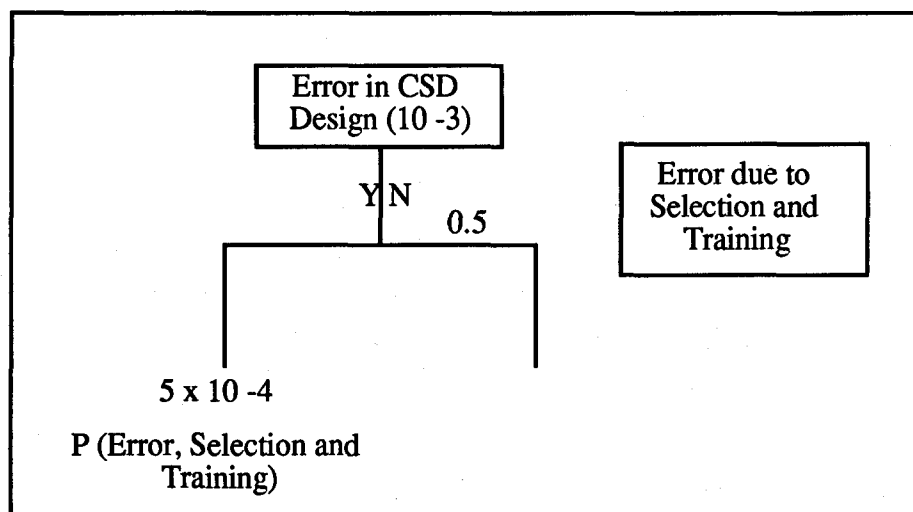 Error in CSD
Design (10 -3)
Error due to
Selection and
Training
Y N
0.5
5 x 10 -4
P (Error, Selection and
Training)